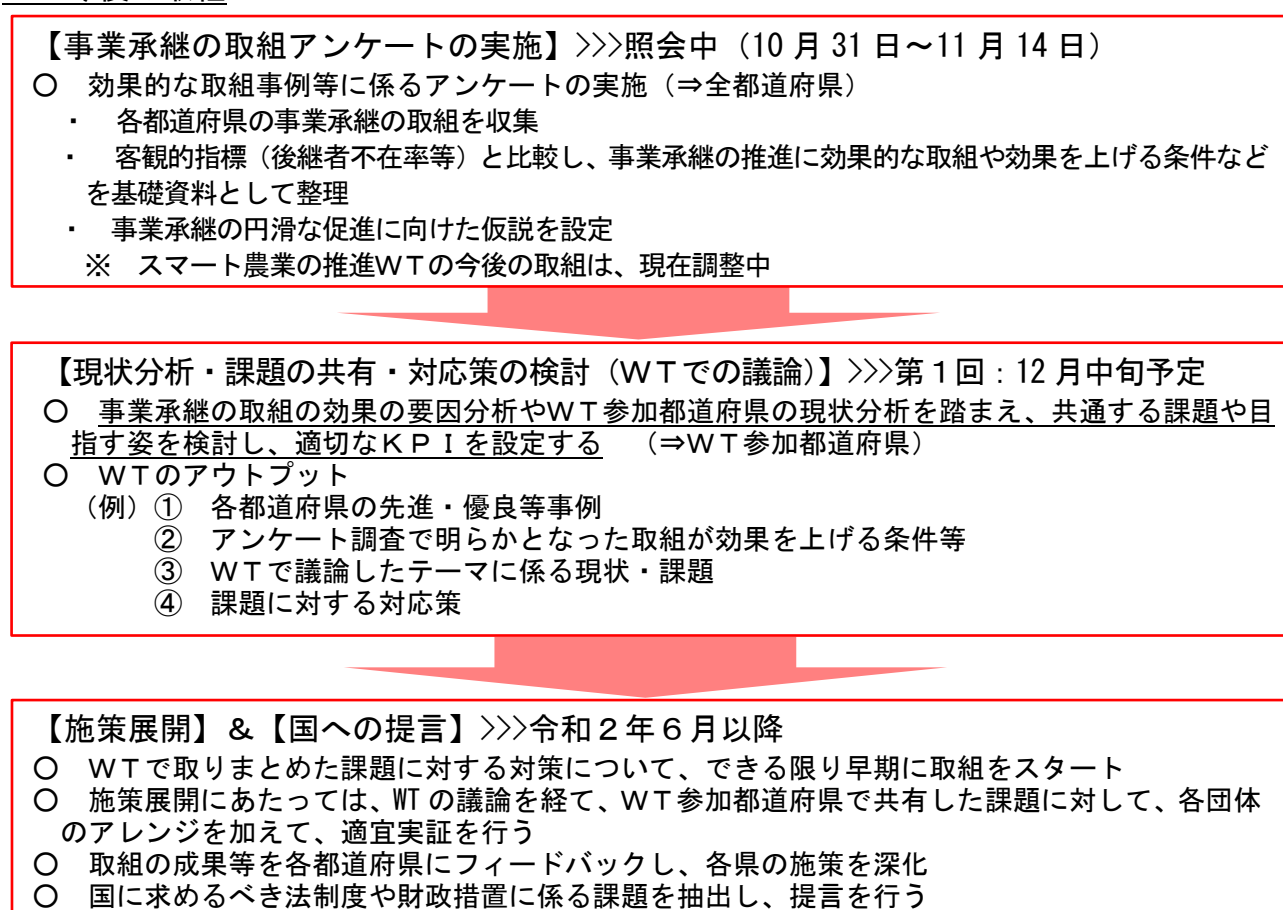 【事業承継の取組アンケートの実施】>>>照会中（10 月 31 日～11 月 14 日）
〇　効果的な取組事例等に係るアンケートの実施（⇒全都道府県）
・　各都道府県の事業承継の取組を収集
・　客観的指標（後継者不在率等）と比較し、事業承継の推進に効果的な取組や効果を上げる条件など
を基礎資料として整理
・　事業承継の円滑な促進に向けた仮説を設定
※　スマート農業の推進ＷＴの今後の取組は、現在調整中
【現状分析・課題の共有・対応策の検討（ＷＴでの議論）】>>>第１回：12 月中旬予定
〇　事業承継の取組の効果の要因分析やＷＴ参加都道府県の現状分析を踏まえ、共通する課題や目
指す姿を検討し、適切なＫＰＩを設定する　（⇒ＷＴ参加都道府県）
〇　ＷＴのアウトプット
（例）①　各都道府県の先進・優良等事例
②　アンケート調査で明らかとなった取組が効果を上げる条件等
③　ＷＴで議論したテーマに係る現状・課題
④　課題に対する対応策
【施策展開】＆【国への提言】>>>令和２年６月以降
〇　ＷＴで取りまとめた課題に対する対策について、できる限り早期に取組をスタート
〇　施策展開にあたっては、WT の議論を経て、ＷＴ参加都道府県で共有した課題に対して、各団体
のアレンジを加えて、適宜実証を行う
〇　取組の成果等を各都道府県にフィードバックし、各県の施策を深化
〇　国に求めるべき法制度や財政措置に係る課題を抽出し、提言を行う